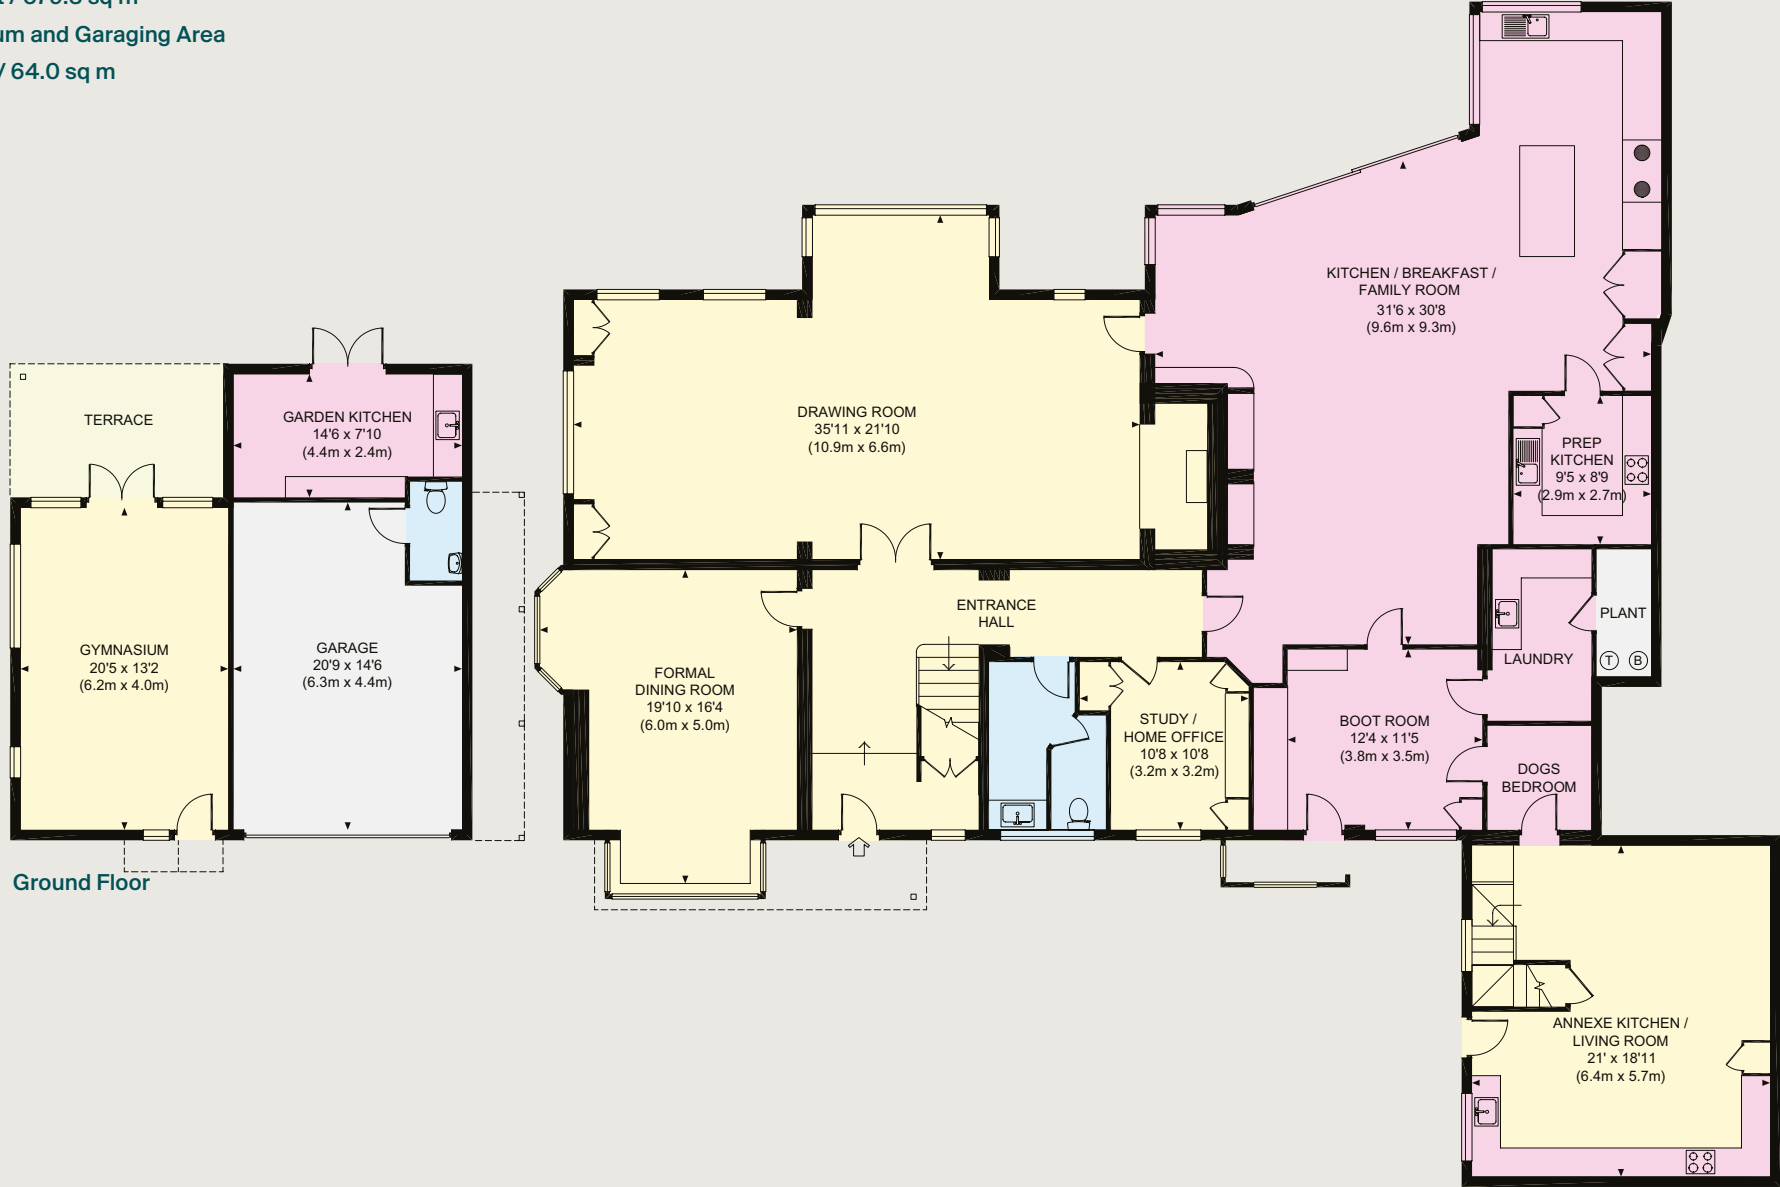 / 64.0 sq m
um and Garaging Area
TERRACE
GARDEN KITCHEN
14'6 x 7'10
(4.4m x 2.4m)
GYMNASIUM
20'5 x 13'2
(6.2m x 4.0m)
GARAGE
20'9 x 14'6
(6.3m x 4.4m)
Ground Floor
DRAWING ROOM
35'11 x 21'10
(10.9m x 6.6m)
FORMAL
DINING ROOM
19'10 x 16'4
(6.0m x 5.0m)
ENTRANCE
HALL
STUDY /
HOME OFFICE
10'8 x 10'8
(3.2m x 3.2m)
KITCHEN / BREAKFAST /
FAMILY ROOM
31'6 x 30'8
(9.6m x 9.3m)
PREP
KITCHEN
9'5 x 8'9
(2.9m x 2.7m)
PLANT
T B
LAUNDRY
BOOT ROOM
12'4 x 11'5
(3.8m x 3.5m)
DOGS
BEDROOM
ANNEXE KITCHEN /
LIVING ROOM
21' x 18'11
(6.4m x 5.7m)